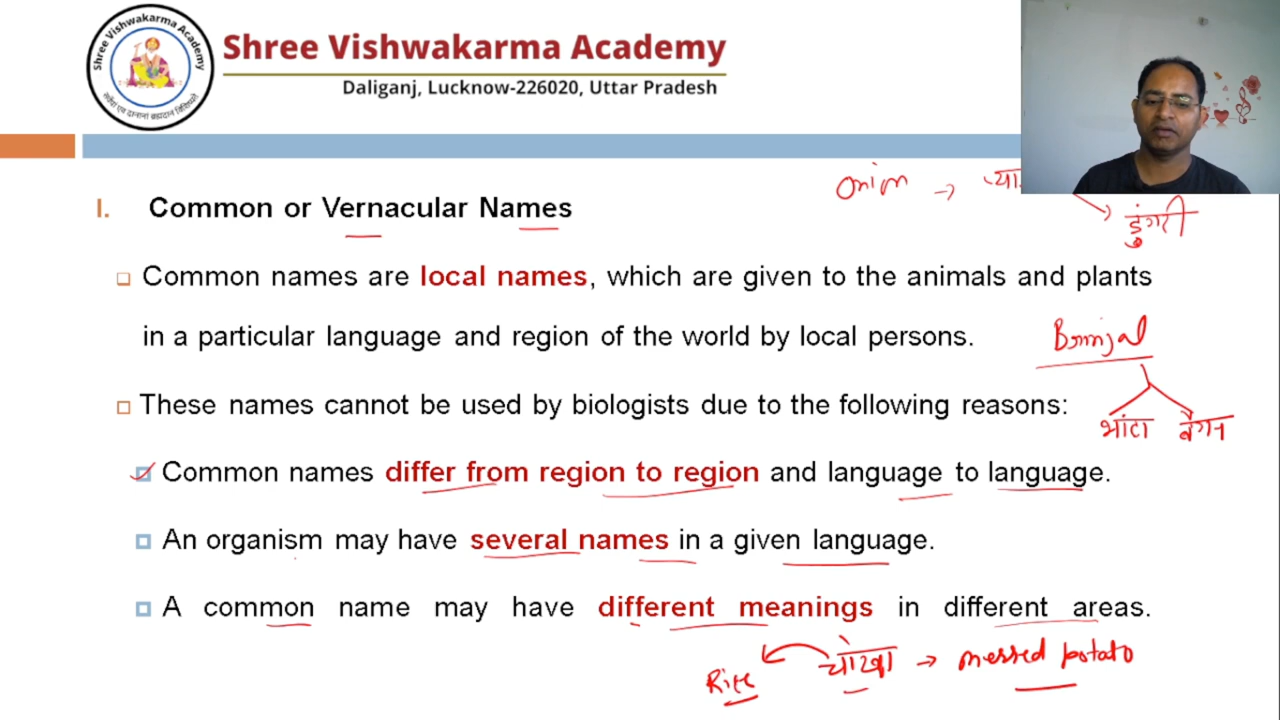 Shree Vishwakarma Academy
Shree Vishwakarma Academy
Daliganj, Lucknow-226020, Uttar Pradesh
Onion → प्या
डुंगरी
I. Common or Vernacular Names
Common names are local names, which are given to the animals and plants
in a particular language and region of the world by local persons.
Brinjal
These names cannot be used by biologists due to the following reasons:
भांटा बैगन
Common names differ from region to region and language to language.
An organism may have several names in a given language.
A common name may have different meanings in different areas.
Rice चोखा → messed potato